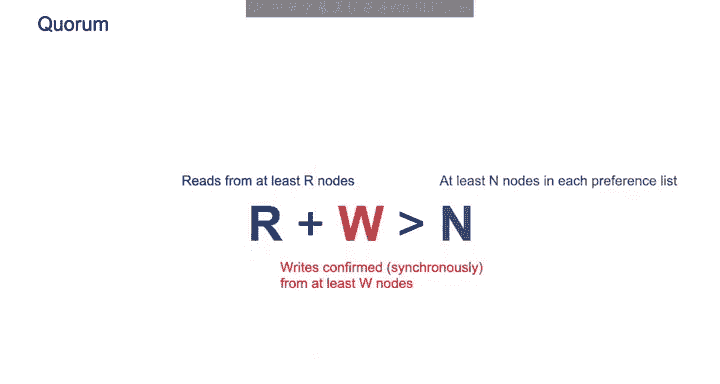 Quorum
Reads from at least R nodes
At least N nodes in each preference list
R + W > N
Writes confirmed (synchronously)
from at least W nodes